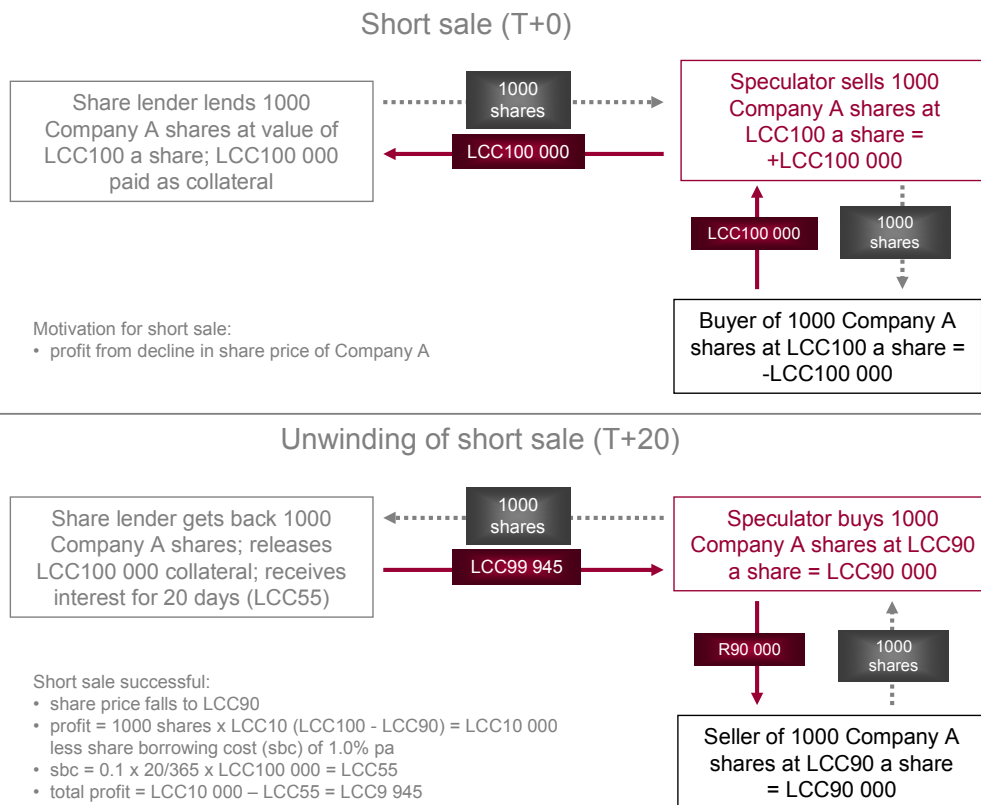 Short sale (T+0)
Share lender lends 1000
Company A shares at value of
LCC100 a share; LCC100 000
paid as collateral
1000
shares
LCC100 000
Speculator sells 1000
Company A shares at
LCC100 a share =
+LCC100 000
LCC100 000
1000
shares
Motivation for short sale:
• profit from decline in share price of Company A
Buyer of 1000 Company A
shares at LCC100 a share =
-LCC100 000
Unwinding of short sale (T+20)
Share lender gets back 1000
Company A shares; releases
LCC100 000 collateral; receives
interest for 20 days (LCC55)
1000
shares
LCC99 945
Speculator buys 1000
Company A shares at LCC90
a share = LCC90 000
R90 000
1000
shares
Short sale successful:
• share price falls to LCC90
• profit = 1000 shares x LCC10 (LCC100 - LCC90) = LCC10 000
less share borrowing cost (sbc) of 1.0% pa
• sbc = 0.1 x 20/365 x LCC100 000 = LCC55
• total profit = LCC10 000 – LCC55 = LCC9 945
Seller of 1000 Company A
shares at LCC90 a share
= LCC90 000